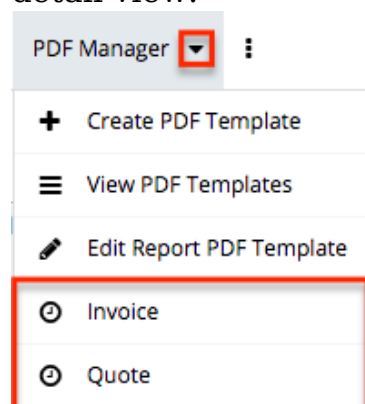 detail view.
PDF Manager
Create PDF Template
View PDF Templates
Edit Report PDF Template
Invoice
Quote